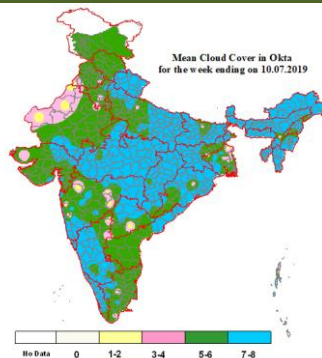 Mean Cloud Cover in Okta
for the week ending on 10.07.2019
No Data 0 1-2 3-4 5-6 7-8